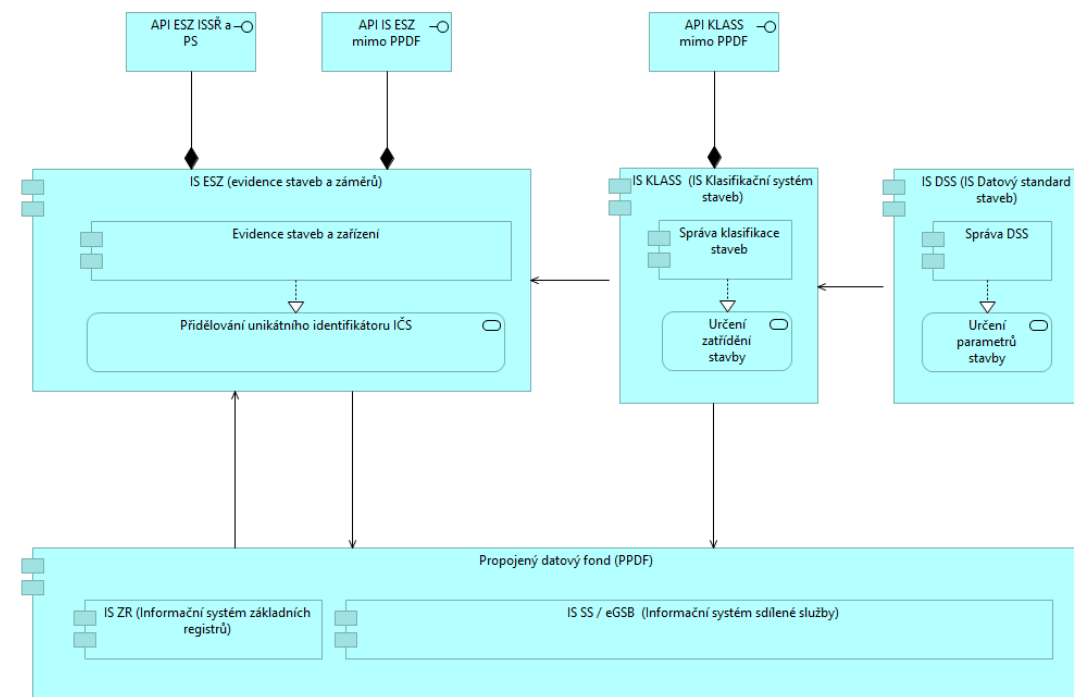 API ESZ ISSŘ a
PS
API IS ESZ
mimo PPDF
API KLASS
mimo PPDF
IS ESZ (evidence staveb a záměrů)
Evidence staveb a zařízení
Přidělování unikátního identifikátoru IČS
IS KLASS (IS Klasifikační systém
staveb)
Správa klasifikace
staveb
Určení
zatřídění
stavby
IS DSS (IS Datový standard
staveb)
Správa DSS
Určení
parametrů
stavby
Propojený datový fond (PPDF)
IS ZR (Informační systém základních
registrů)
IS SS / eGSB (Informační systém sdílené služby)